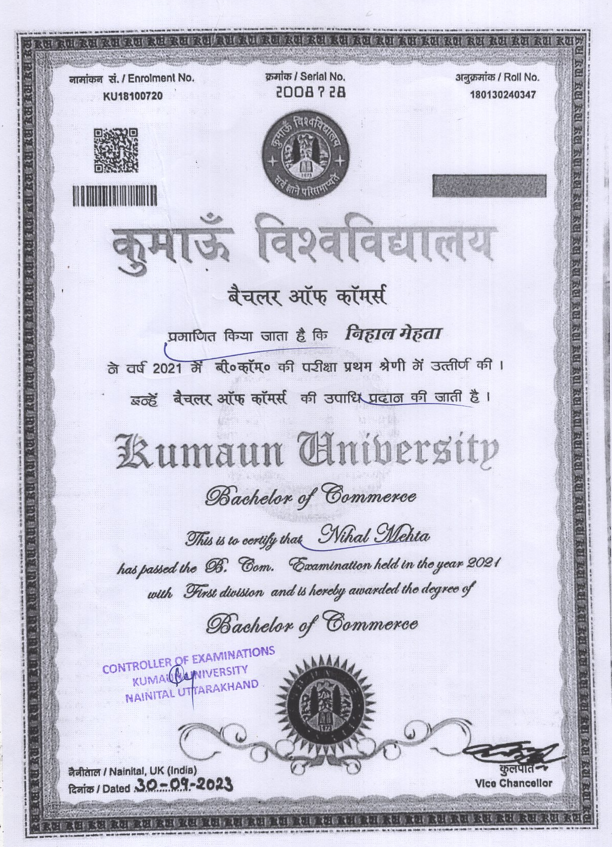 नामांकन सं. / Enrolment No.
KU18100720
क्रमांक / Serial No.
2008728
अनुक्रमांक / Roll No.
180130240347
कुमाऊँ विश्वविद्यालय
कुमाऊँ विश्वविद्यालय
बैचलर ऑफ कॉमर्स
प्रमाणित किया जाता है कि निहाल मेहता
ने वर्ष 2021 में बी०कॉम० की परीक्षा प्रथम श्रेणी में उत्तीर्ण की ।
इन्हें बैचलर ऑफ कॉमर्स की उपाधि प्रदान की जाती है ।
Kumaun University
Bachelor of Commerce
This is to certify that Nihal Mehta
has passed the B. Com. Examination held in the year 2021
with First division and is hereby awarded the degree of
Bachelor of Commerce
CONTROLLER OF EXAMINATIONS
KUMAUN UNIVERSITY
NAINITAL UTTARAKHAND
नैनीताल / Nainital, UK (India)
दिनांक / Dated 30-09-2023
कुलपति
Vice Chancellor